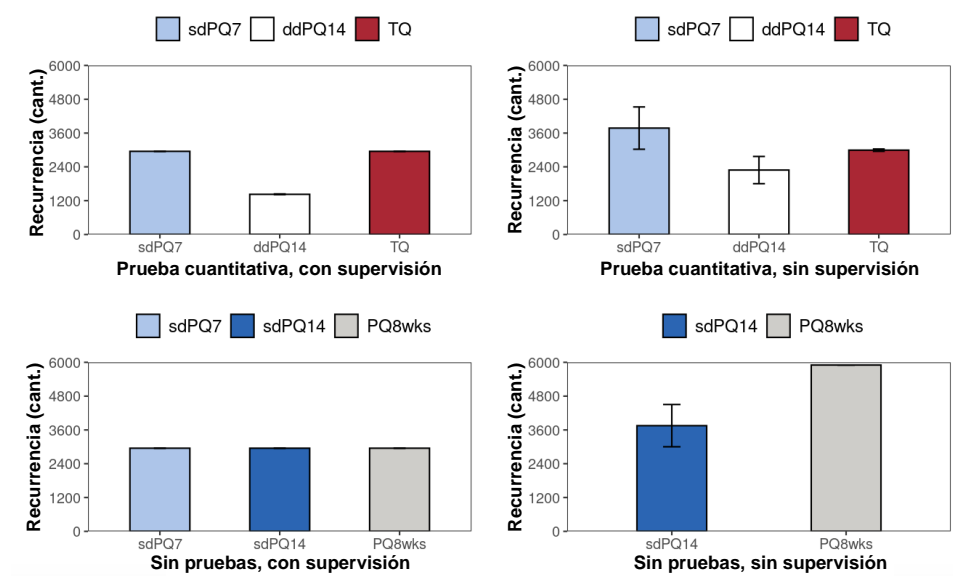 sdPQ7 ddPQ14 TQ
Recurrencia (cant.)
6000
4800
3600
2400
1200
0
sdPQ7 ddPQ14 TQ
Prueba cuantitativa, con supervisión
sdPQ7 ddPQ14 TQ
Recurrencia (cant.)
6000
4800
3600
2400
1200
0
sdPQ7 ddPQ14 TQ
Prueba cuantitativa, sin supervisión
sdPQ7 sdPQ14 PQ8wks
Recurrencia (cant.)
6000
4800
3600
2400
1200
0
sdPQ7 sdPQ14 PQ8wks
Sin pruebas, con supervisión
sdPQ14 PQ8wks
Recurrencia (cant.)
6000
4800
3600
2400
1200
0
sdPQ14 PQ8wks
Sin pruebas, sin supervisión